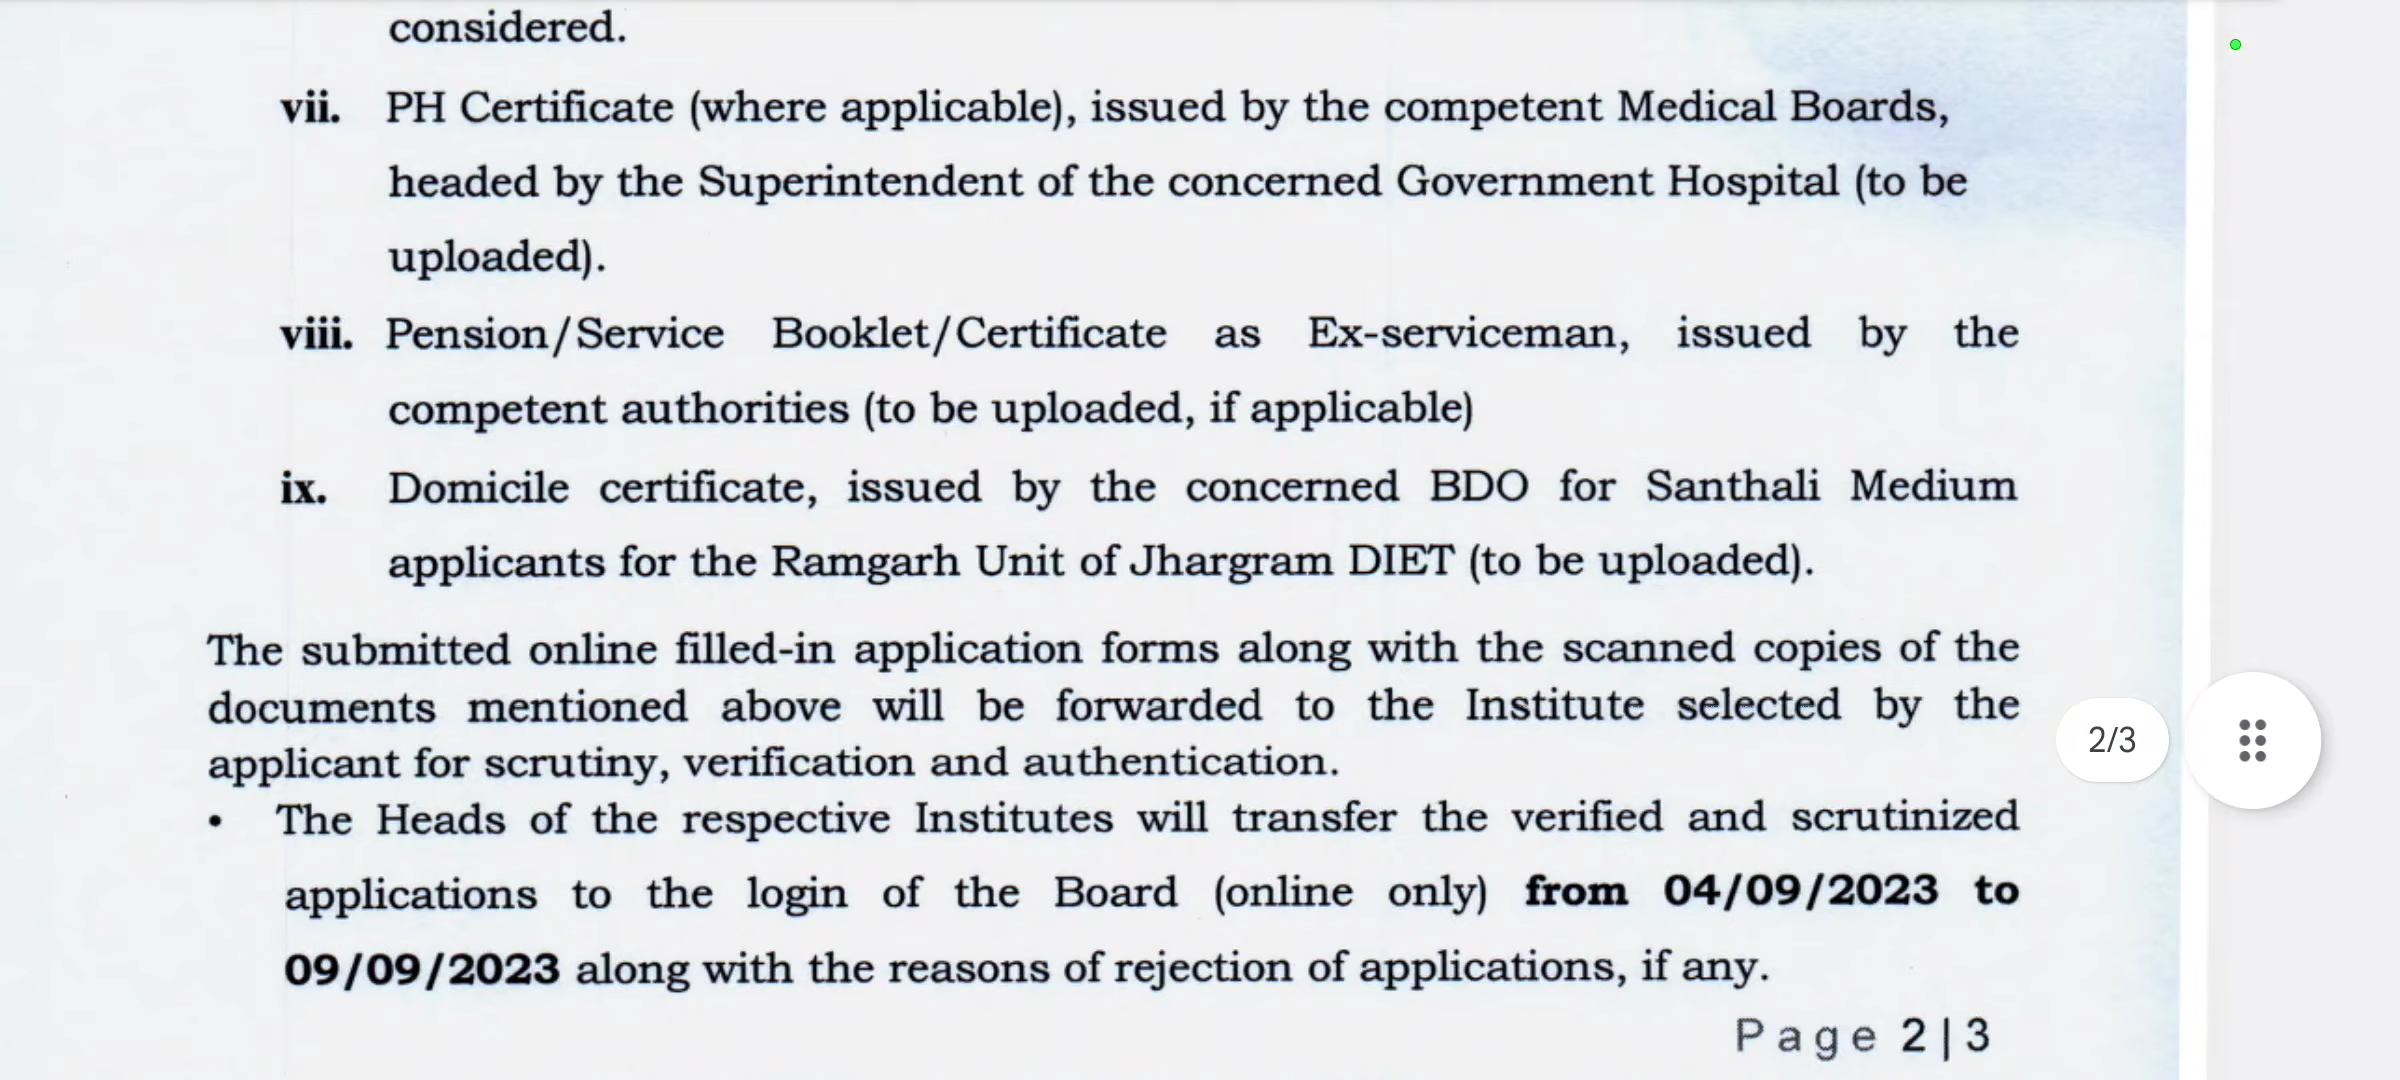 considered.
vii. PH Certificate (where applicable), issued by the competent Medical Boards,
headed by the Superintendent of the concerned Government Hospital (to be
uploaded).
viii. Pension/Service Booklet/Certificate as Ex-serviceman, issued by the
competent authorities (to be uploaded, if applicable)
ix. Domicile certificate, issued by the concerned BDO for Santhali Medium
applicants for the Ramgarh Unit of Jhargram DIET (to be uploaded).
The submitted online filled-in application forms along with the scanned copies of the
documents mentioned above will be forwarded to the Institute selected by the
applicant for scrutiny, verification and authentication.
• The Heads of the respective Institutes will transfer the verified and scrutinized
applications to the login of the Board (online only) from 04/09/2023 to
09/09/2023 along with the reasons of rejection of applications, if any.
Page 2|3
2/3